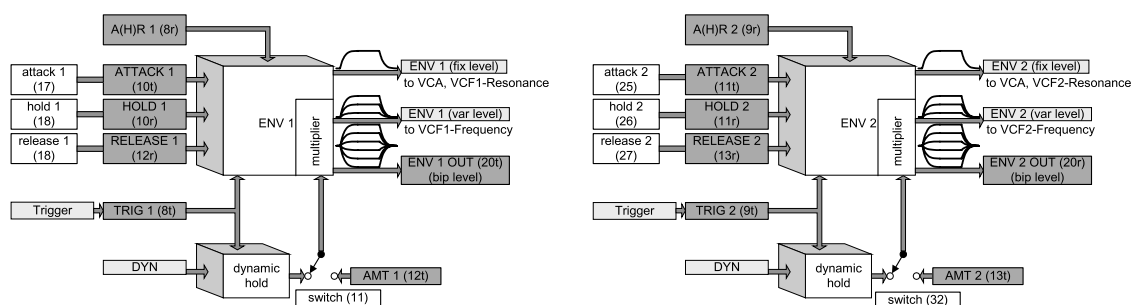 A(H)R 1 (8r)
attack 1
(17)
ATTACK 1
(10t)
hold 1
(18)
HOLD 1
(10r)
release 1
(18)
RELEASE 1
(12r)
ENV 1
multiplier
ENV 1 (fix level)
to VCA, VCF1-Resonance
ENV 1 (var level)
to VCF1-Frequency
ENV 1 OUT (20t)
(bip level)
Trigger
TRIG 1 (8t)
DYN
dynamic
hold
AMT 1 (12t)
switch (11)
A(H)R 2 (9r)
attack 2
(25)
ATTACK 2
(11t)
hold 2
(26)
HOLD 2
(11r)
release 2
(27)
RELEASE 2
(13r)
ENV 2
multiplier
ENV 2 (fix level)
to VCA, VCF2-Resonance
ENV 2 (var level)
to VCF2-Frequency
ENV 2 OUT (20r)
(bip level)
Trigger
TRIG 2 (9t)
DYN
dynamic
hold
AMT 2 (13t)
switch (32)